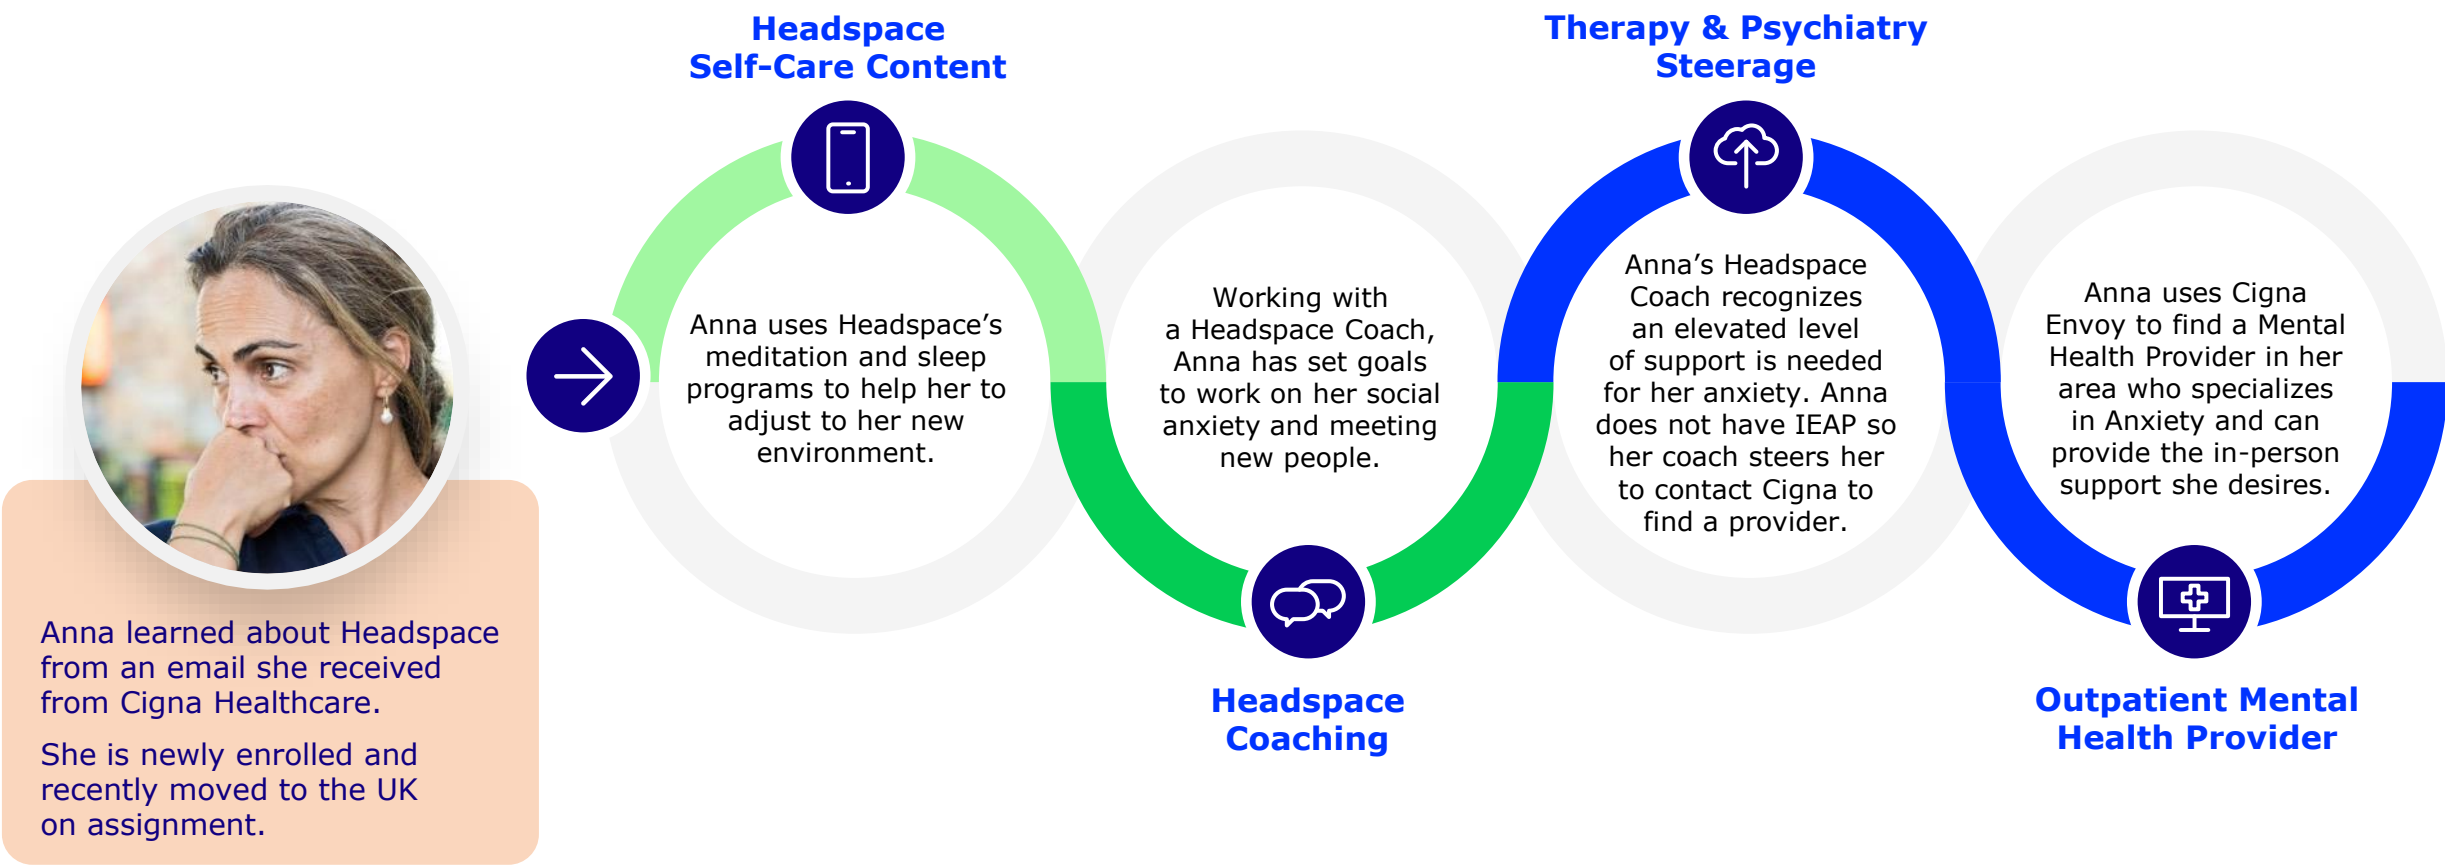 Headspace
Self-Care Content
Therapy & Psychiatry
Steerage
Anna uses Headspace’s
meditation and sleep
programs to help her to
adjust to her new
environment.
Working with
a Headspace Coach,
Anna has set goals
to work on her social
anxiety and meeting
new people.
Anna’s Headspace
Coach recognizes
an elevated level
of support is needed
for her anxiety. Anna
does not have IEAP so
her coach steers her
to contact Cigna to
find a provider.
Anna uses Cigna
Envoy to find a Mental
Health Provider in her
area who specializes
in Anxiety and can
provide the in-person
support she desires.
Anna learned about Headspace
from an email she received
from Cigna Healthcare.
She is newly enrolled and
recently moved to the UK
on assignment.
Headspace
Coaching
Outpatient Mental
Health Provider